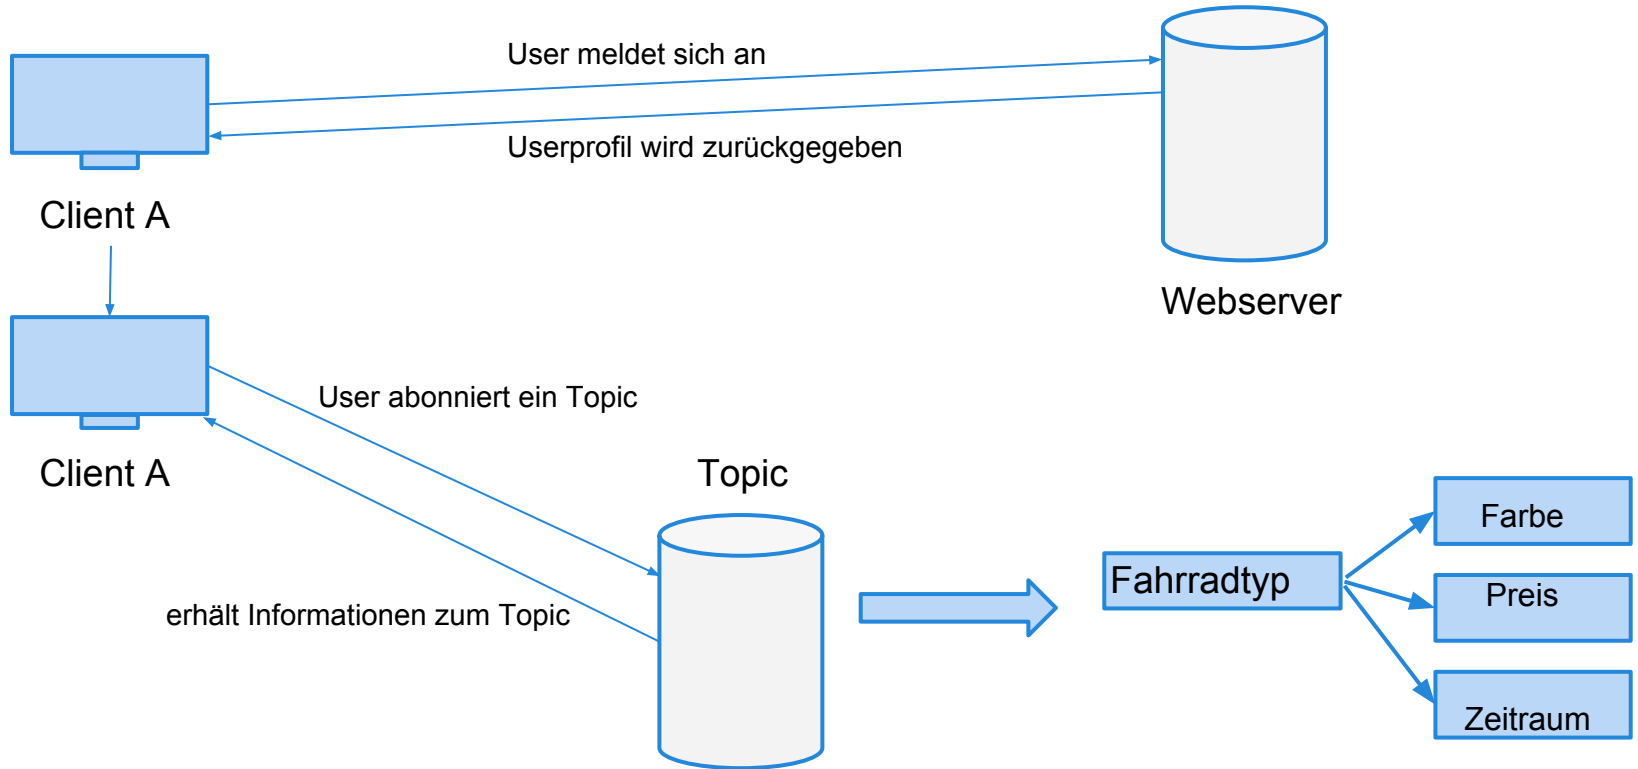 User meldet sich an
Userprofil wird zurückgegeben
Client A
Webserver
User abonniert ein Topic
Client A
Topic
erhält Informationen zum Topic
Fahrradtyp
Farbe
Preis
Zeitraum